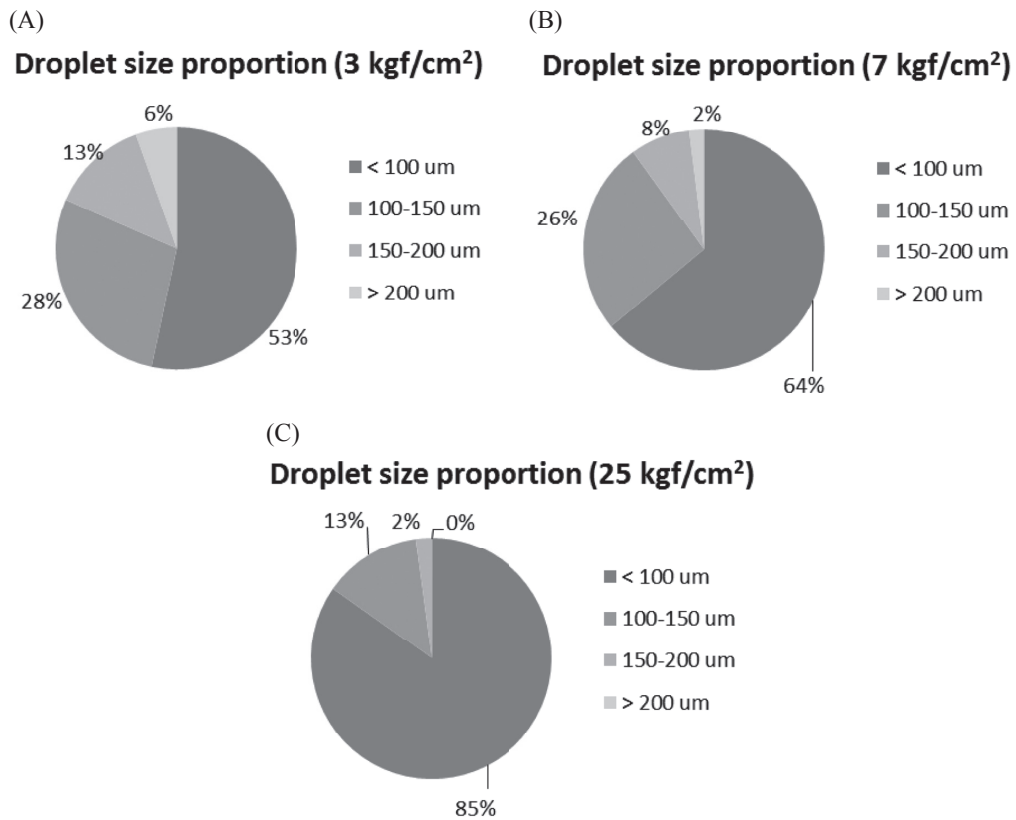 (A)
Droplet size proportion (3 kgf/cm²)
6%
13%
28%
53%
< 100 um
100-150 um
150-200 um
> 200 um
(B)
Droplet size proportion (7 kgf/cm²)
2%
8%
26%
64%
< 100 um
100-150 um
150-200 um
> 200 um
(C)
Droplet size proportion (25 kgf/cm²)
13%
2%
0%
85%
< 100 um
100-150 um
150-200 um
> 200 um